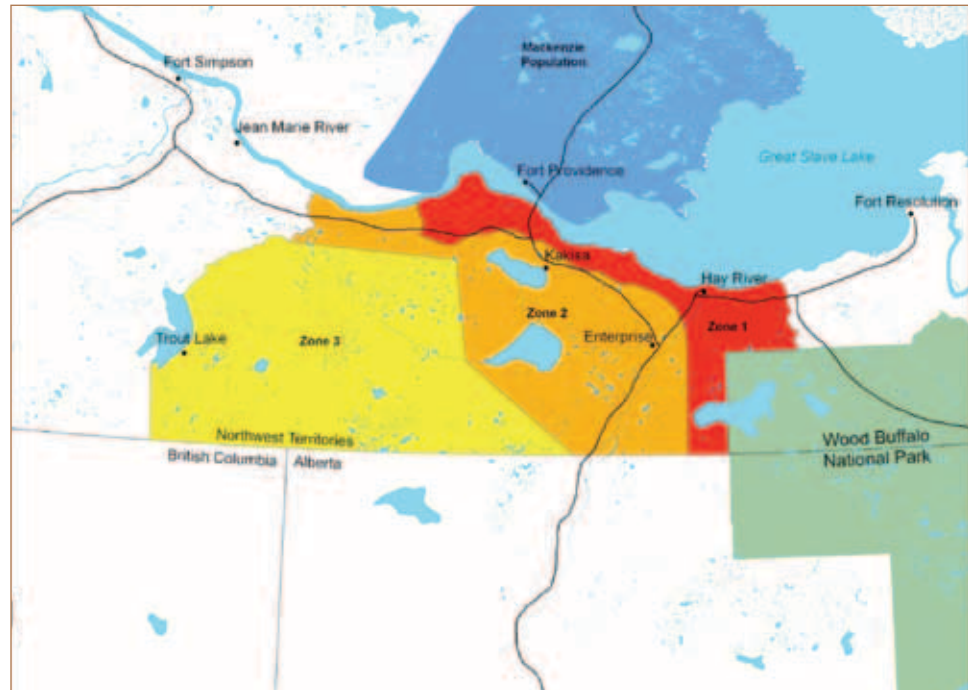 Mackenzie
Population
Fort Simpson
Jean Marie River
Great Slave Lake
Fort Providence
Fort Resolution
Kakisa
Hay River
Zone 2
Zone 1
Enterprise
Zone 3
Trout Lake
Northwest Territories
British Columbia
Alberta
Wood Buffalo
National Park